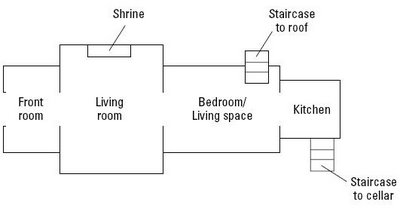 Shrine
Staircase
to roof
Front
room
Living
room
Bedroom/
Living space
Kitchen
Staircase
to cellar